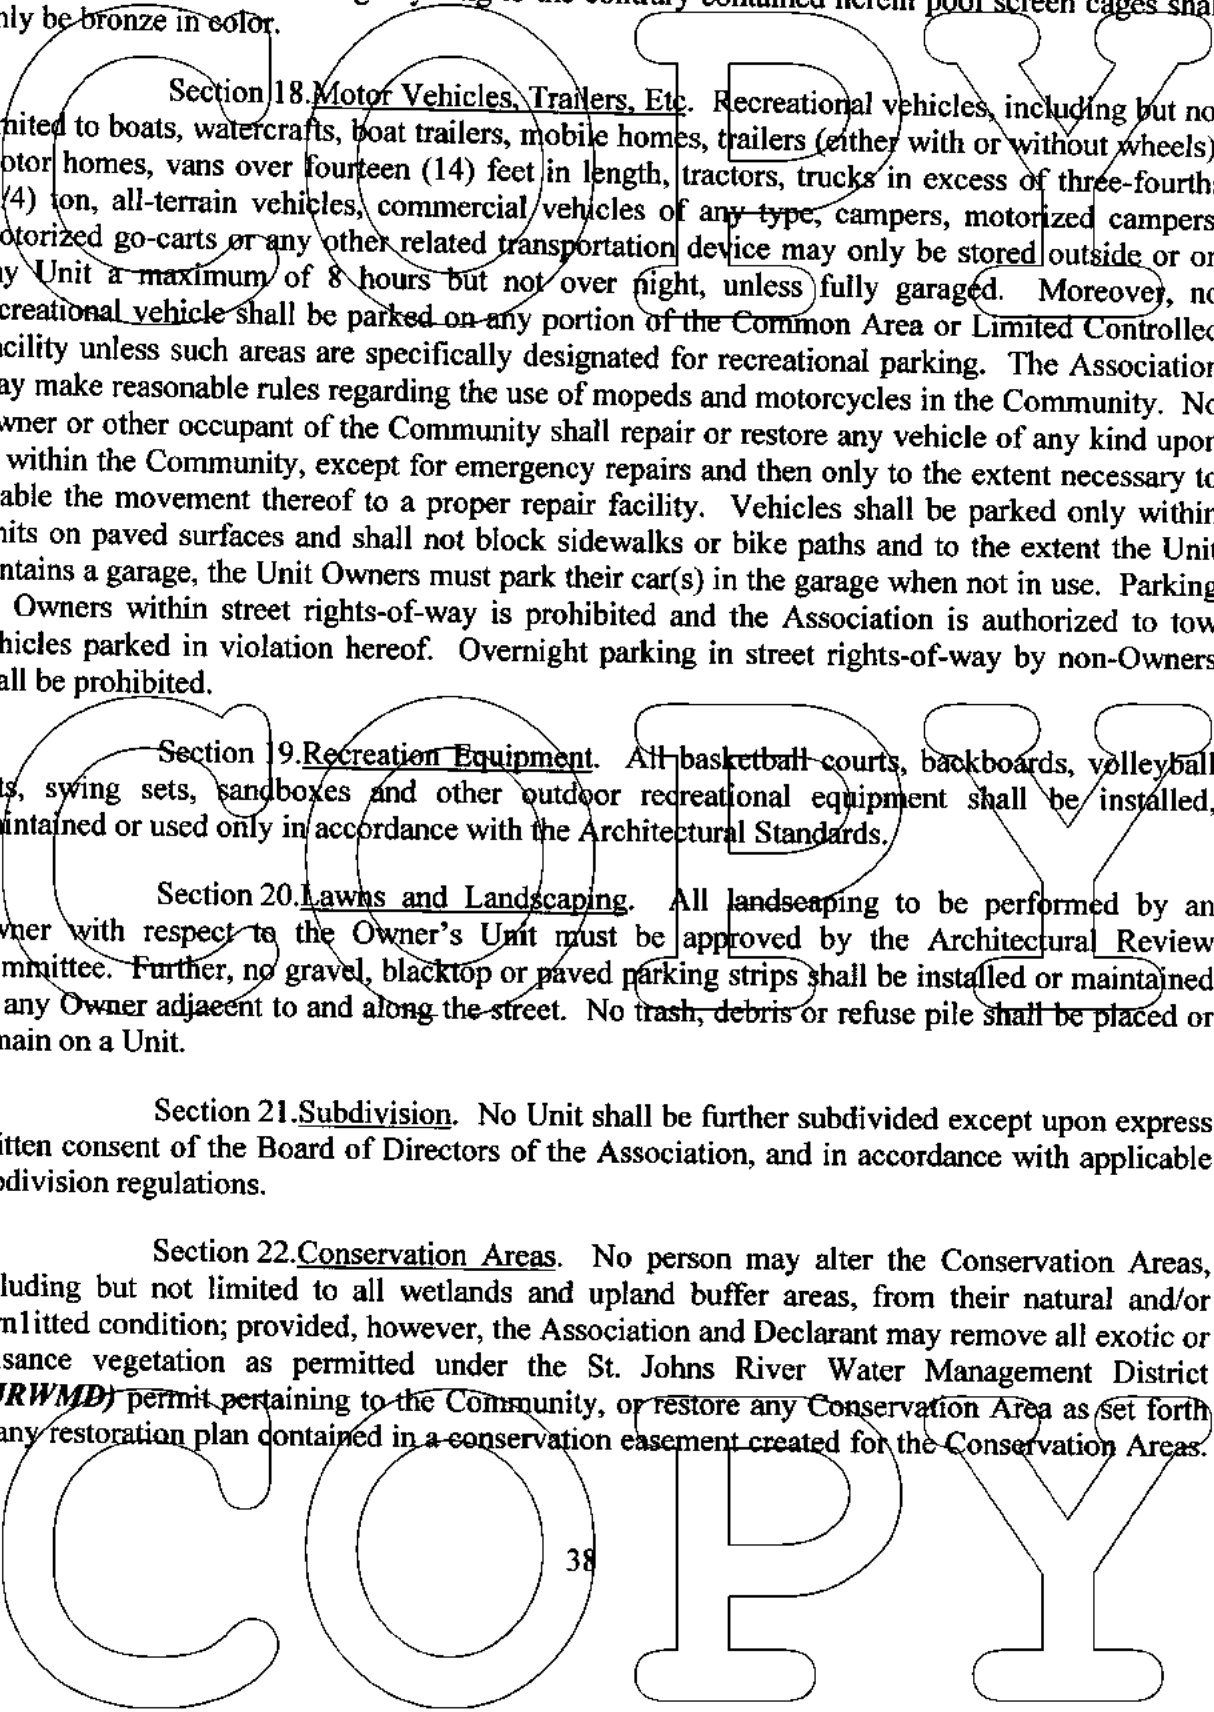 to the contrary contained herein pool screen cages shal
nly be bronze in color.
Section 18.Motor Vehicles, Trailers, Etc. Recreational vehicles, including but no
nited to boats, watercrafts, boat trailers, mobile homes, trailers (either with or without wheels)
otor homes, vans over fourteen (14) feet in length, tractors, trucks in excess of three-fourth
/4) ton, all-terrain vehicles, commercial vehicles of any type, campers, motorized campers
otorized go-carts or any other related transportation device may only be stored outside or or
ny Unit a maximum of 8 hours but not over night, unless fully garaged. Moreover, no
creational vehicle shall be parked on any portion of the Common Area or Limited Controllec
acility unless such areas are specifically designated for recreational parking. The Association
ay make reasonable rules regarding the use of mopeds and motorcycles in the Community. No
wner or other occupant of the Community shall repair or restore any vehicle of any kind upon
within the Community, except for emergency repairs and then only to the extent necessary to
able the movement thereof to a proper repair facility. Vehicles shall be parked only within
nits on paved surfaces and shall not block sidewalks or bike paths and to the extent the Unit
ntains a garage, the Unit Owners must park their car(s) in the garage when not in use. Parking
Owners within street rights-of-way is prohibited and the Association is authorized to tow
hicles parked in violation hereof. Overnight parking in street rights-of-way by non-Owners
all be prohibited.
Section 19.Recreation Equipment. All basketball courts, backboards, volleyball
ts, swing sets, sandboxes and other outdoor recreational equipment shall be installed,
intained or used only in accordance with the Architectural Standards.
Section 20.Lawns and Landscaping. All landscaping to be performed by an
wner with respect to the Owner's Unit must be approved by the Architectural Review
mmittee. Further, no gravel, blacktop or paved parking strips shall be installed or maintained
any Owner adjacent to and along the street. No trash, debris or refuse pile shall be placed or
main on a Unit.
Section 21.Subdivision. No Unit shall be further subdivided except upon express
itten consent of the Board of Directors of the Association, and in accordance with applicable
bdivision regulations.
Section 22.Conservation Areas. No person may alter the Conservation Areas,
luding but not limited to all wetlands and upland buffer areas, from their natural and/or
rnlitted condition; provided, however, the Association and Declarant may remove all exotic or
isance vegetation as permitted under the St. Johns River Water Management District
JRWMD) permit pertaining to the Community, or restore any Conservation Area as set forth
any restoration plan contained in a conservation easement created for the Conservation Areas.
38
COPY
COPY
COPY